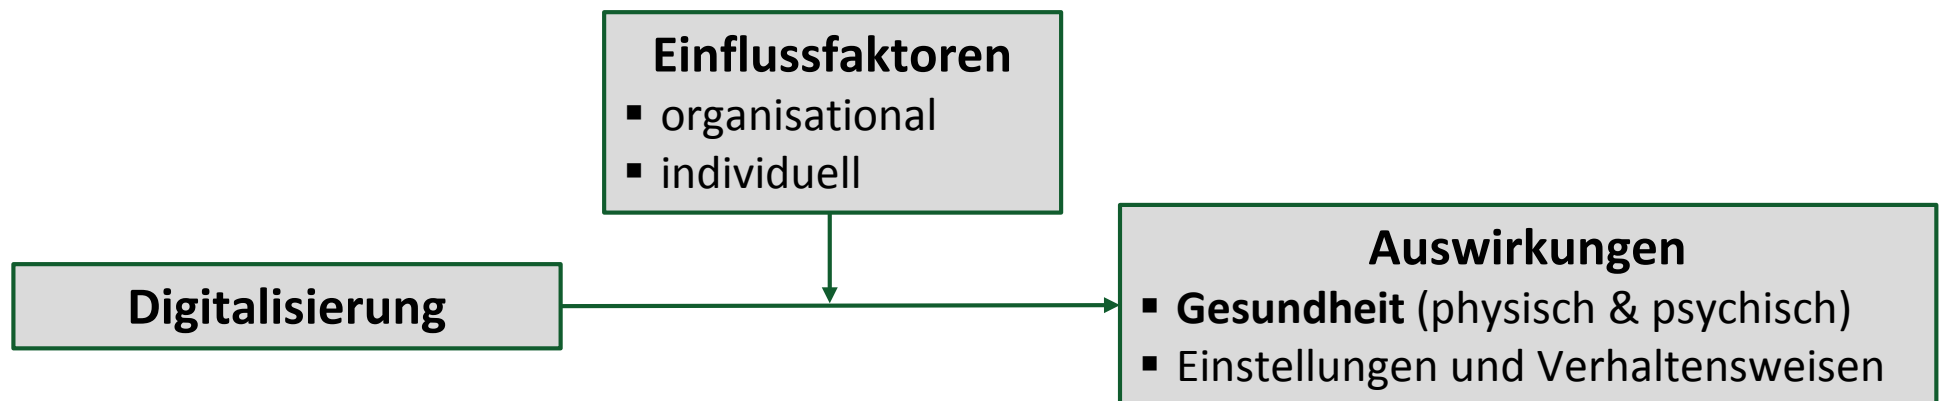 Einflussfaktoren
▪ organisational
▪ individuell
Digitalisierung
Auswirkungen
▪ Gesundheit (physisch & psychisch)
▪ Einstellungen und Verhaltensweisen